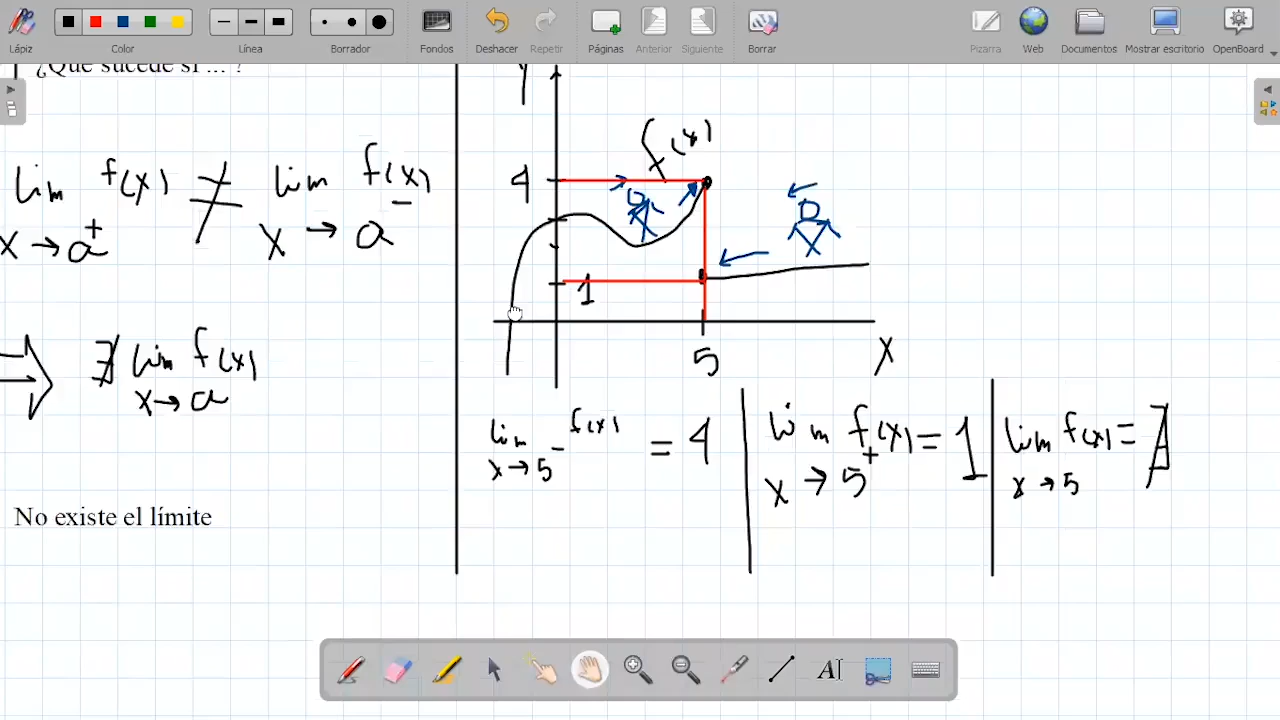 Lápiz
Color
Línea
Borrador
Fondos
Deshacer
Repetir
Páginas
Anterior
Siguiente
Borrar
Pizarra
Web
Documentos
Mostrar escritorio
OpenBoard
¿Qué sucede si ... ?
lim f(x) ≠ lim f(x)
x → a⁺ x → a⁻
⇒ ∄ lim f(x)
x → a
No existe el límite
y
f(x)
4
1
5
x
lim f(x) = 4
x → 5⁻
lim f(x) = 1
x → 5⁺
lim f(x) = ∄
x → 5